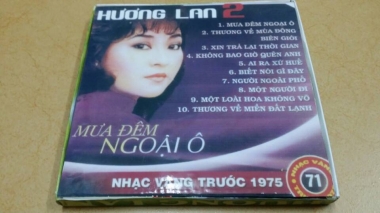 HƯƠNG LAN 2
1. MƯA ĐÊM NGOẠI Ô
2. THƯƠNG VỀ MÙA ĐÔNG
BIÊN GIỚI
3. XIN TRẢ LẠI THỜI GIAN
4. KHÔNG BAO GIỜ QUÊN ANH
5. AI RA XỨ HUẾ
6. BIẾT NÓI GÌ ĐÂY
7. NGƯỜI NGOÀI PHỐ
8. MỘT NGƯỜI ĐI
9. MỘT LOÀI HOA KHÔNG VỠ
10. THƯƠNG VỀ MIỀN ĐẤT LẠNH
MƯA ĐÊM
NGOẠI Ô
NHẠC VÀNG TRƯỚC 1975
NHẠC VÀNG
71